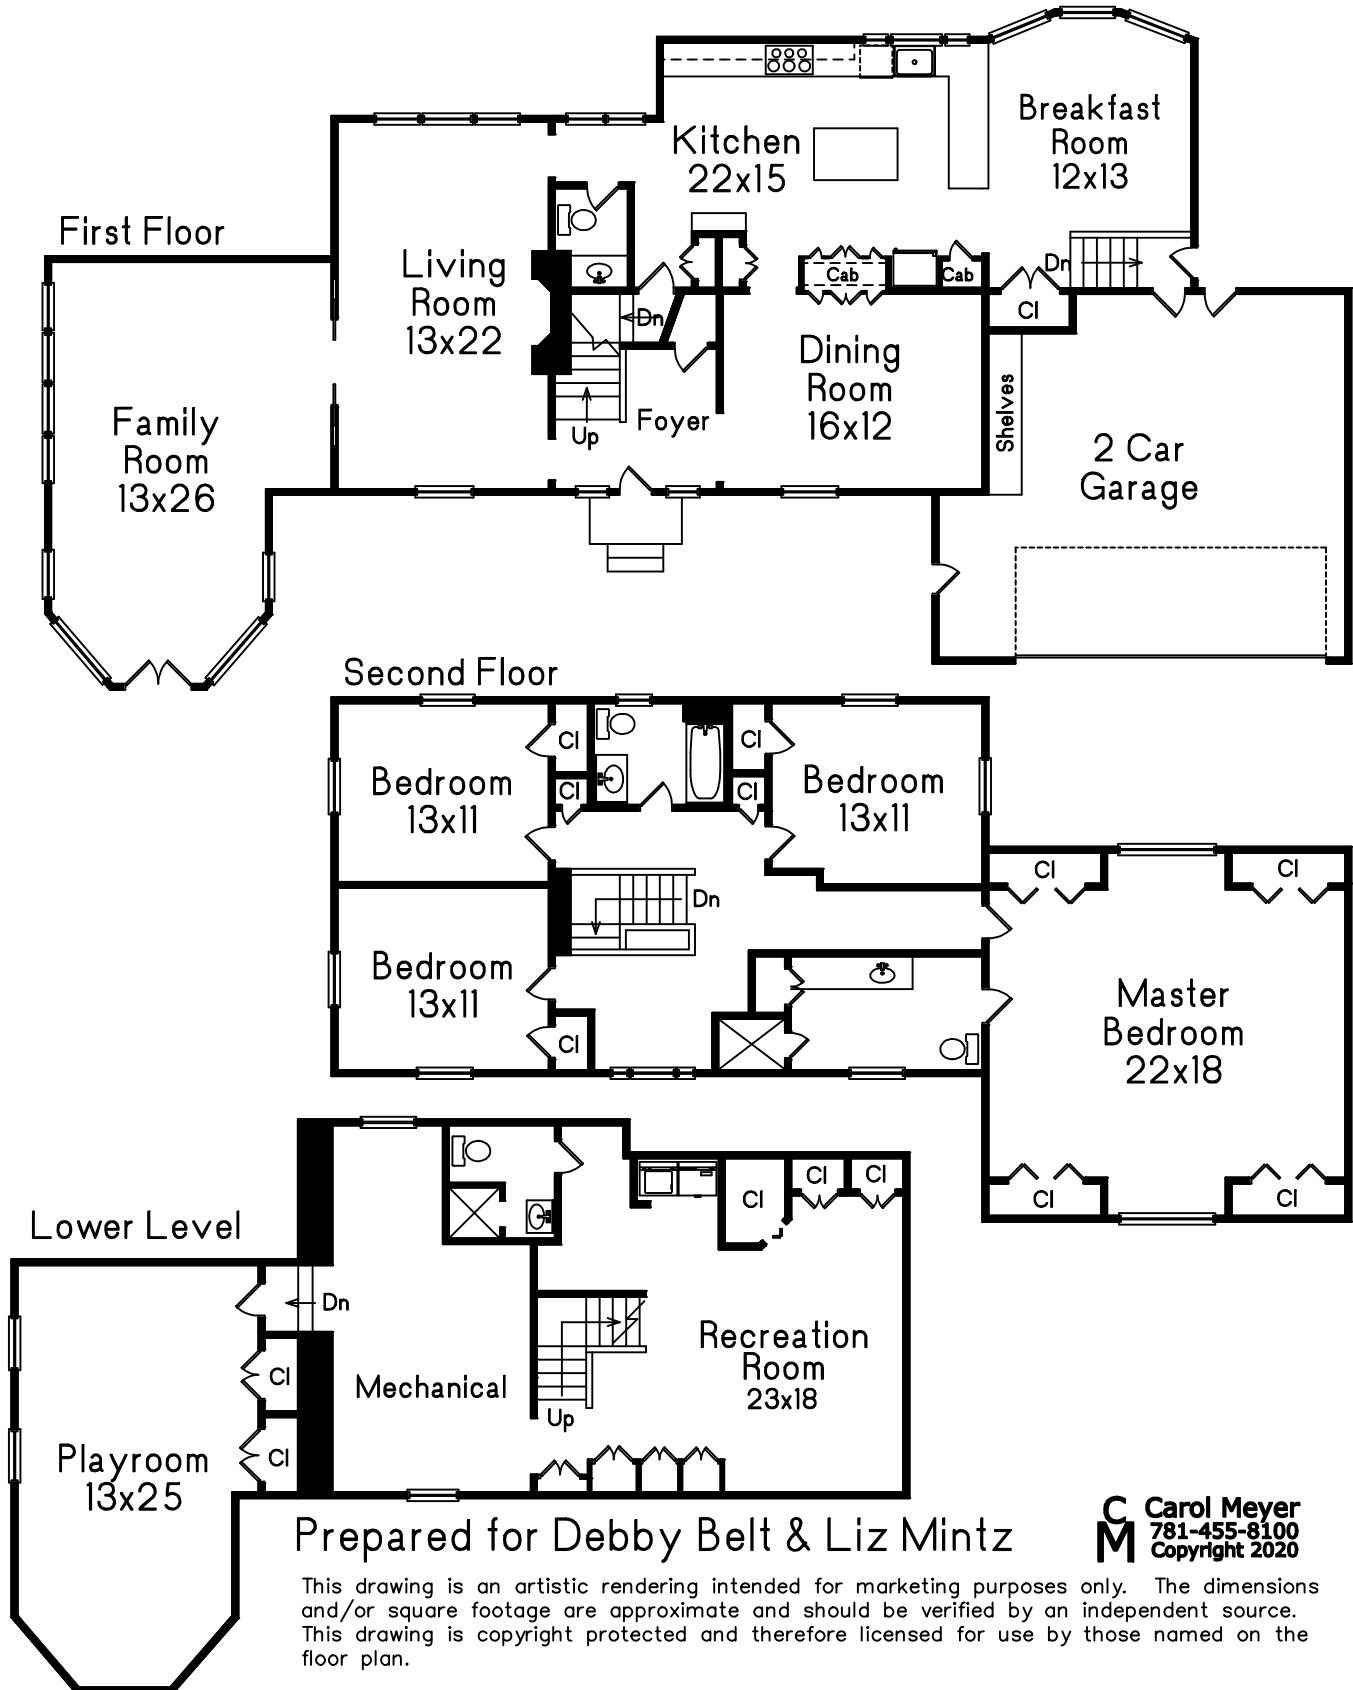 Breakfast
Room
12x13
Kitchen
22x15
First Floor
Living
Room
13x22
Cab
Dn
Cab
Cl
Dn
Dining
Room
16x12
Shelves
Family
Room
13x26
Foyer
Up
2 Car
Garage
Second Floor
Cl
Cl
Bedroom
13x11
Cl
Cl
Bedroom
13x11
Cl
Cl
Dn
Bedroom
13x11
Cl
Master
Bedroom
22x18
Cl
Cl
Lower Level
Cl
Cl
Cl
Dn
Recreation
Room
23x18
Cl
Mechanical
Up
Cl
Playroom
13x25
Prepared for Debby Belt & Liz Mintz
CM
Carol Meyer
781-455-8100
Copyright 2020
This drawing is an artistic rendering intended for marketing purposes only. The dimensions
and/or square footage are approximate and should be verified by an independent source.
This drawing is copyright protected and therefore licensed for use by those named on the
floor plan.